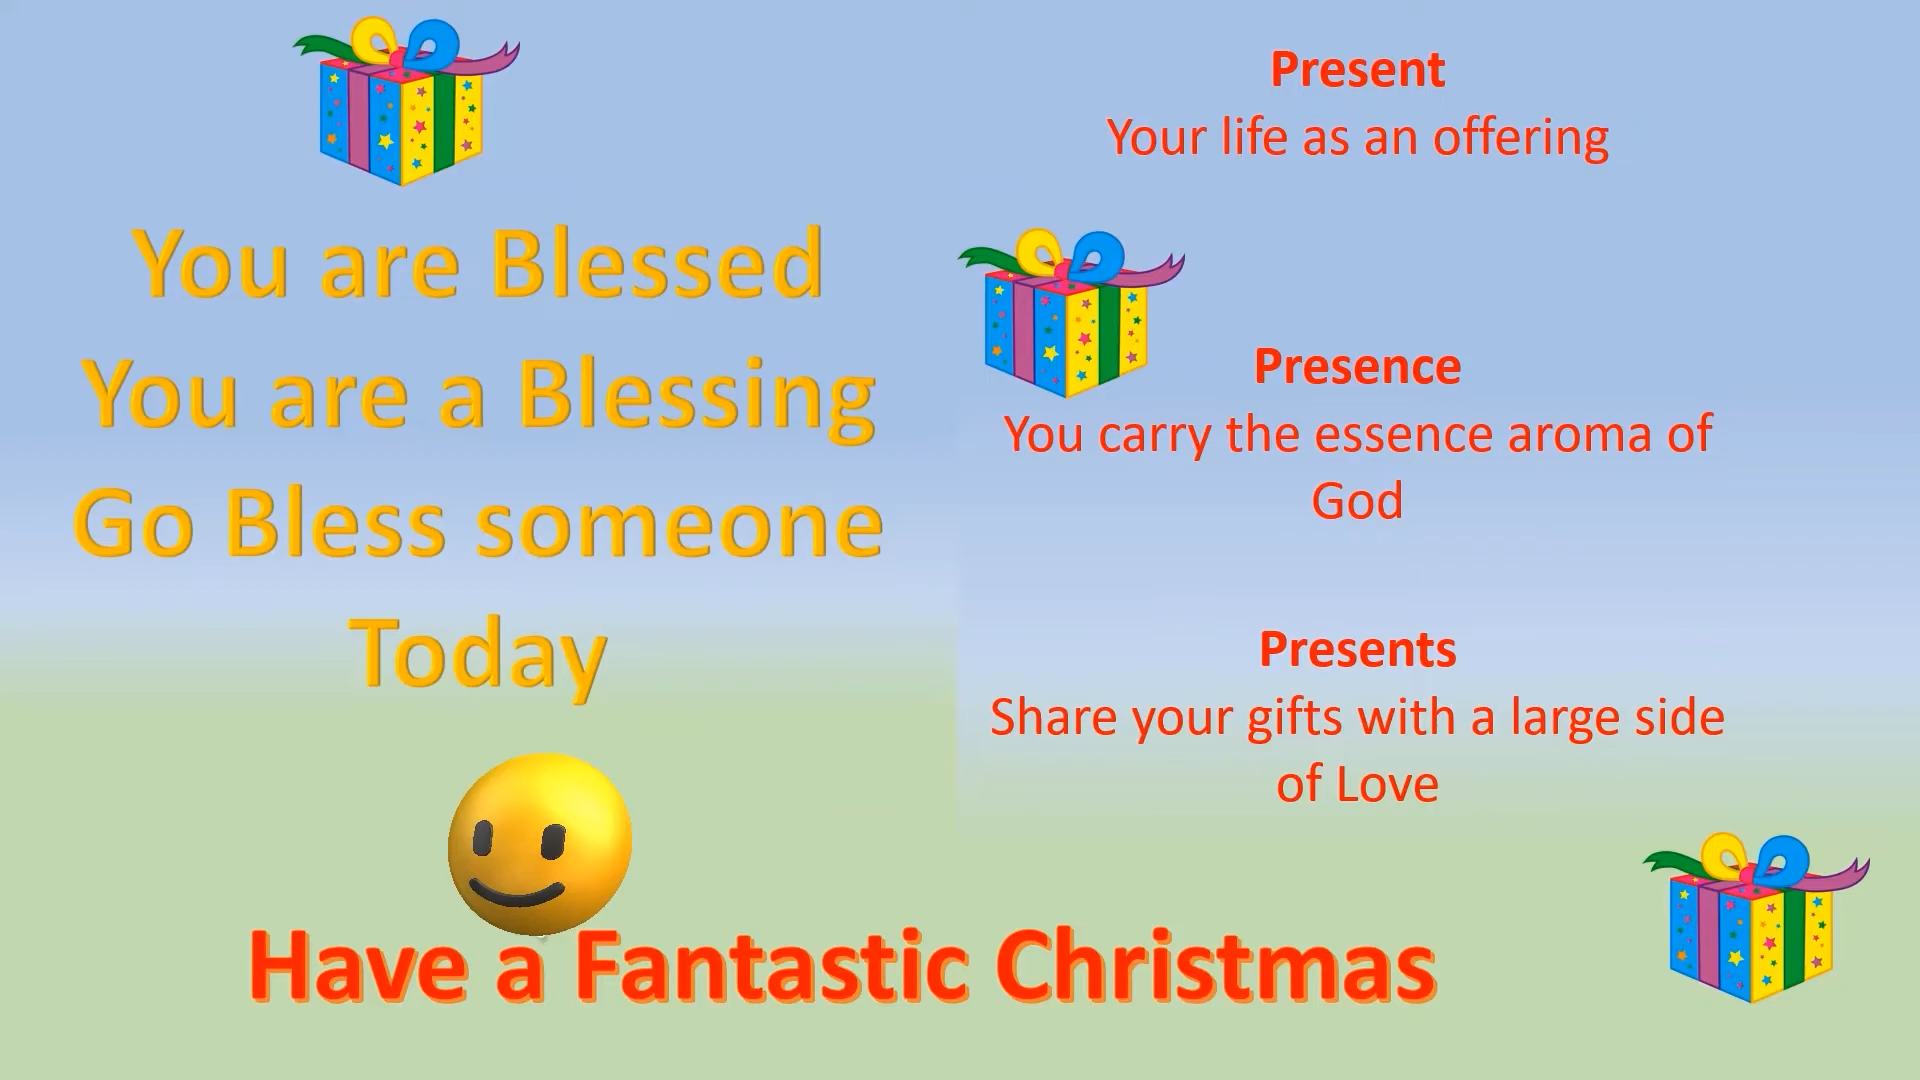 You are Blessed
You are a Blessing
Go Bless someone
Today
Present
Your life as an offering
Presence
You carry the essence aroma of
God
Presents
Share your gifts with a large side
of Love
Have a Fantastic Christmas